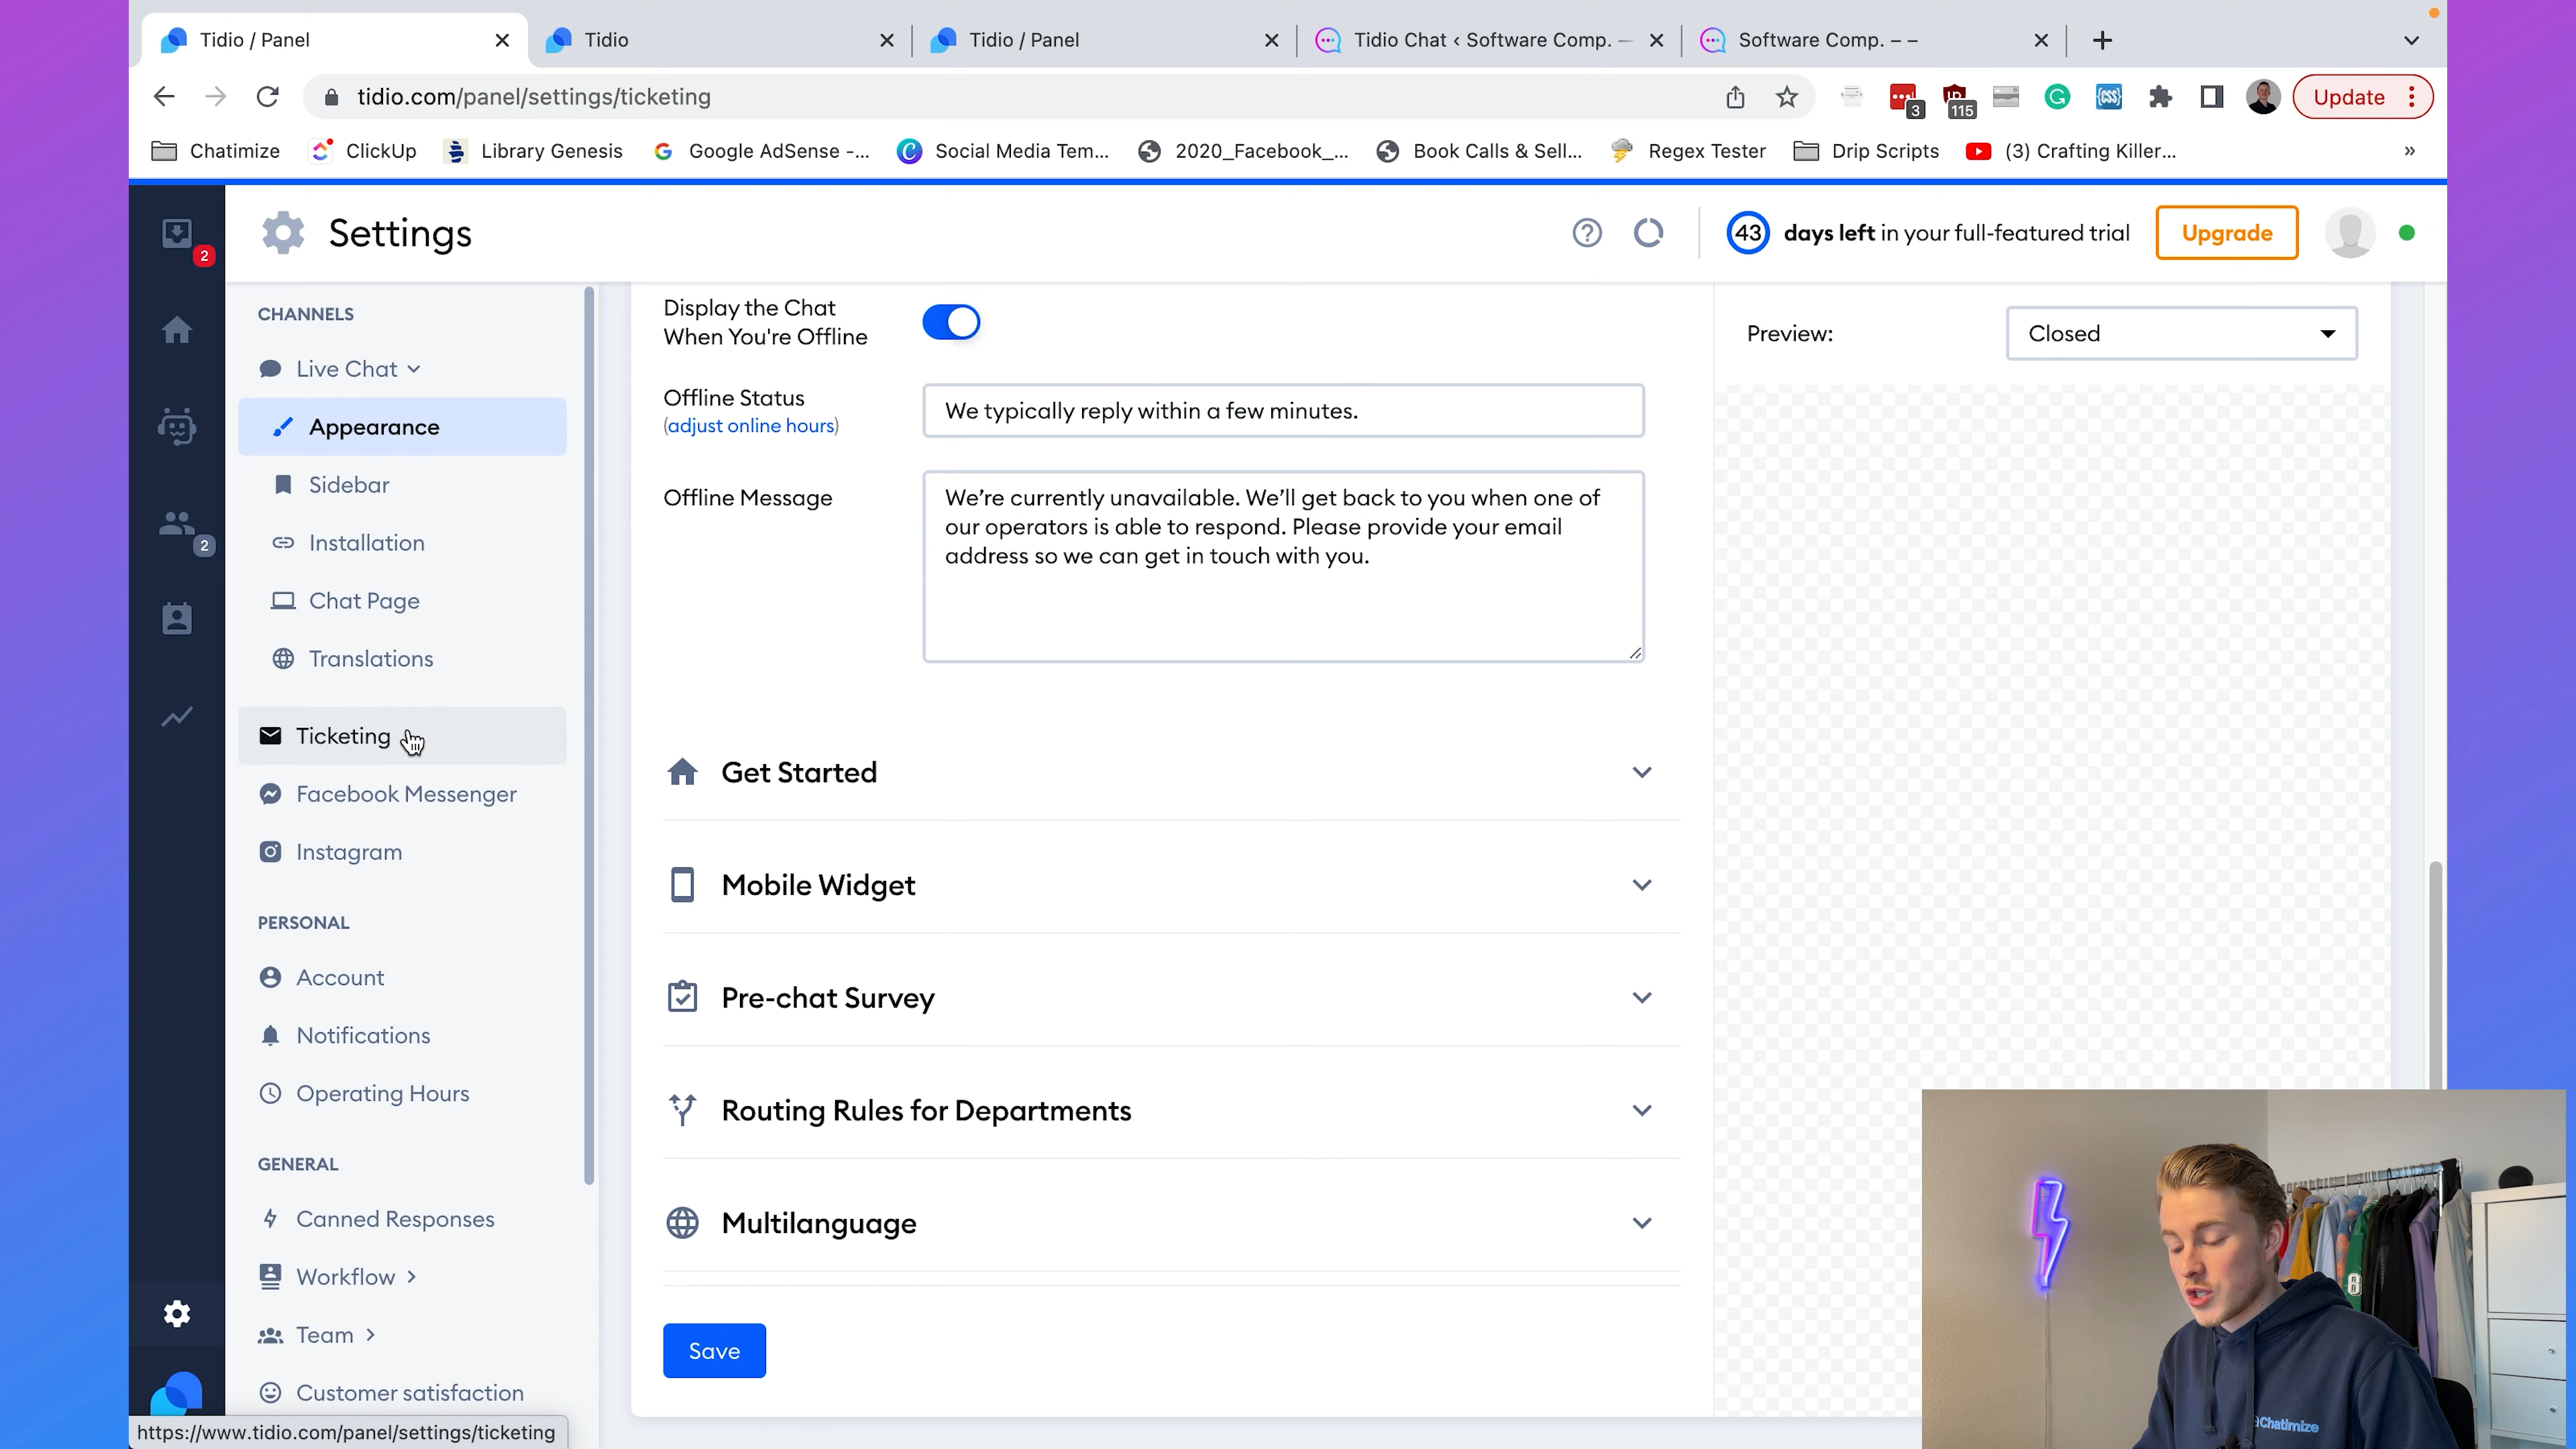 Tidio / Panel
Tidio
Tidio / Panel
Tidio Chat ‹ Software Comp. —
Software Comp. – –
tidio.com/panel/settings/ticketing
3
115
Update
Chatimize
ClickUp
Library Genesis
Google AdSense -...
Social Media Tem...
2020_Facebook_...
Book Calls & Sell...
Regex Tester
Drip Scripts
(3) Crafting Killer...
»
2
Settings
43 days left in your full-featured trial
Upgrade
CHANNELS
Live Chat
Appearance
Sidebar
Installation
2
Chat Page
Translations
Ticketing
Facebook Messenger
Instagram
PERSONAL
Account
Notifications
Operating Hours
GENERAL
Canned Responses
Workflow
Team
Customer satisfaction
https://www.tidio.com/panel/settings/ticketing
Display the Chat
When You're Offline
Offline Status
(adjust online hours)
We typically reply within a few minutes.
Offline Message
We're currently unavailable. We'll get back to you when one of
our operators is able to respond. Please provide your email
address so we can get in touch with you.
Get Started
Mobile Widget
Pre-chat Survey
Routing Rules for Departments
Multilanguage
Save
Preview:
Closed
Chatimize